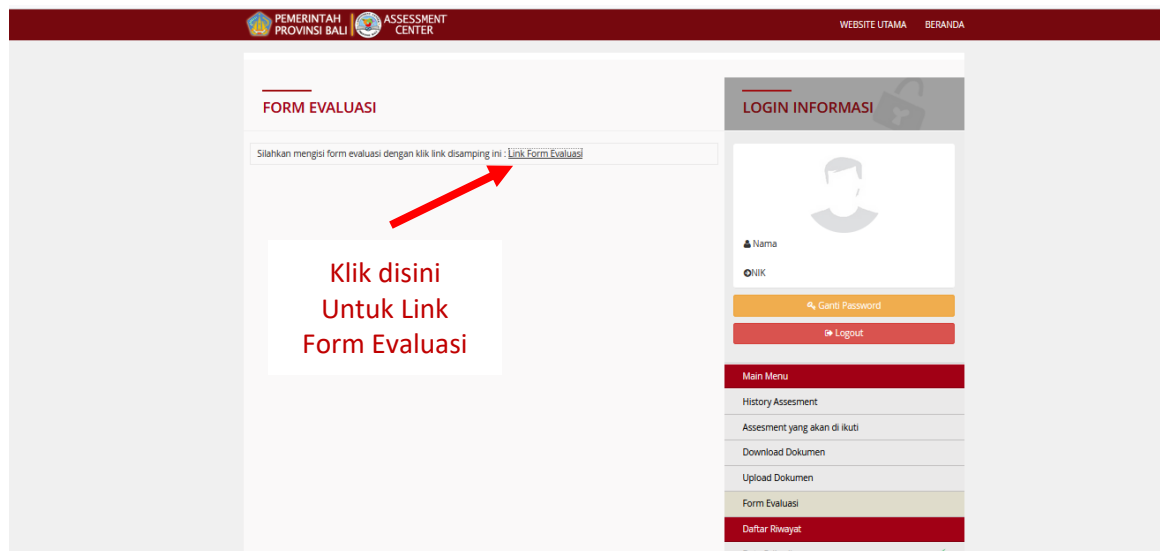 PEMERINTAH
PROVINSI BALI
ASSESSMENT
CENTER
WEBSITE UTAMA BERANDA
FORM EVALUASI
Silahkan mengisi form evaluasi dengan klik link disamping ini : Link Form Evaluasi
Klik disini
Untuk Link
Form Evaluasi
LOGIN INFORMASI
Nama
NIK
Ganti Password
Logout
Main Menu
History Assesment
Assesment yang akan di ikuti
Download Dokumen
Upload Dokumen
Form Evaluasi
Daftar Riwayat